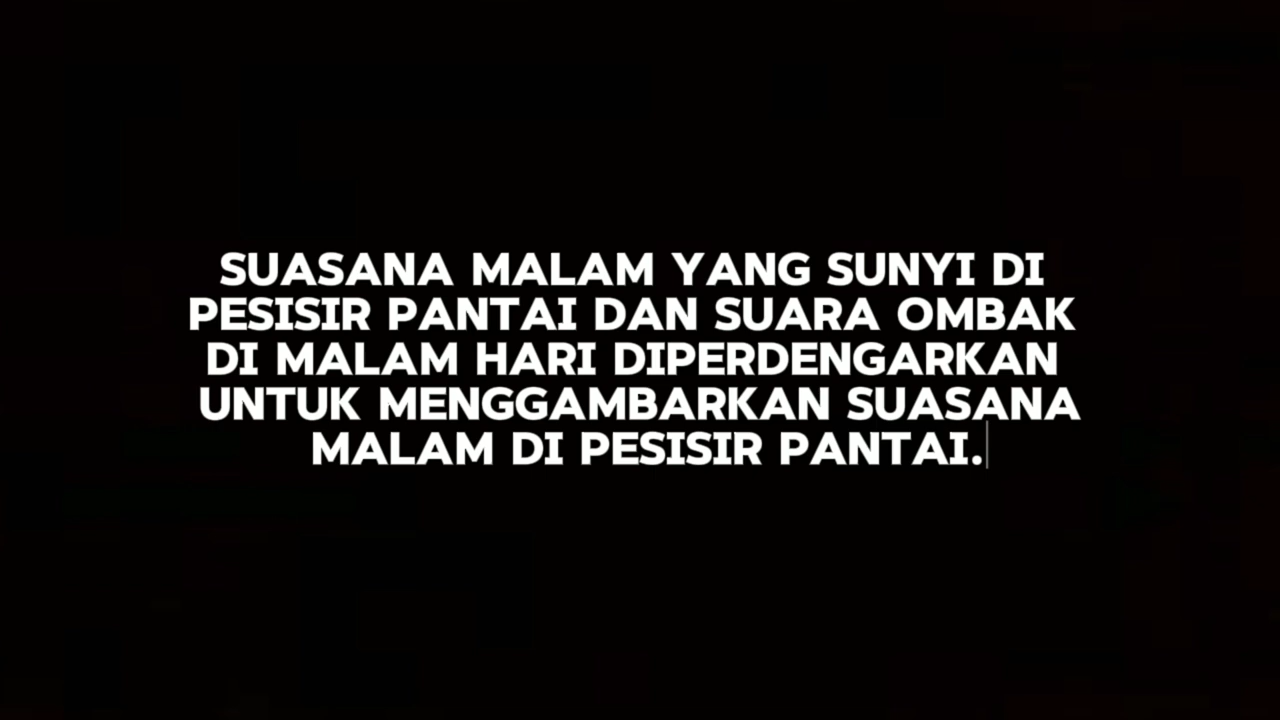 SUASANA MALAM YANG SUNYI DI
PESISIR PANTAI DAN SUARA OMBAK
DI MALAM HARI DIPERDENGARKAN
UNTUK MENGGAMBARKAN SUASANA
MALAM DI PESISIR PANTAI.